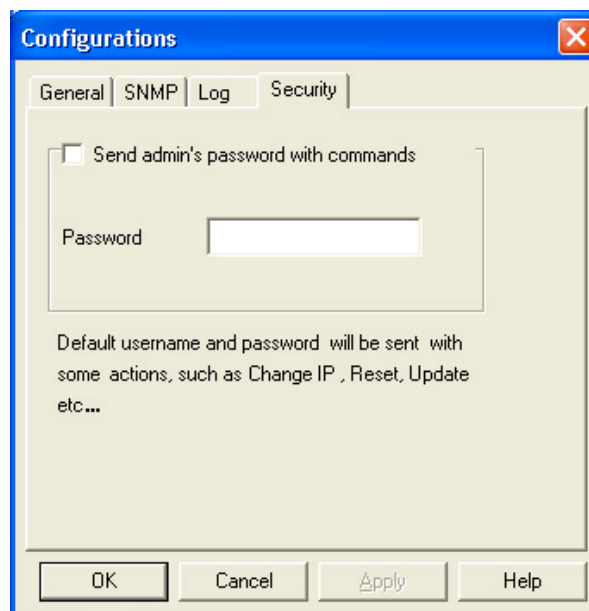 Configurations
General SNMP Log Security
Send admin's password with commands
Password
Default username and password will be sent with
some actions, such as Change IP , Reset, Update
etc...
OK Cancel Apply Help